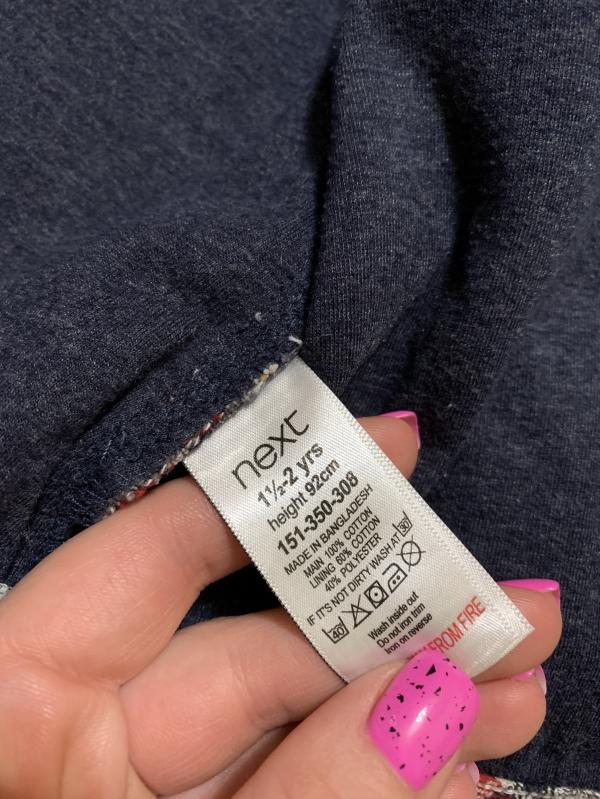 next
1½-2 yrs
height 92cm
151-350-308
MADE IN BANGLADESH
MAIN 100% COTTON
LINING 60% COTTON
40% POLYESTER
IF IT'S NOT DIRTY WASH AT 30
40
Wash inside out
Do not iron trim
Iron on reverse
FROM FIRE